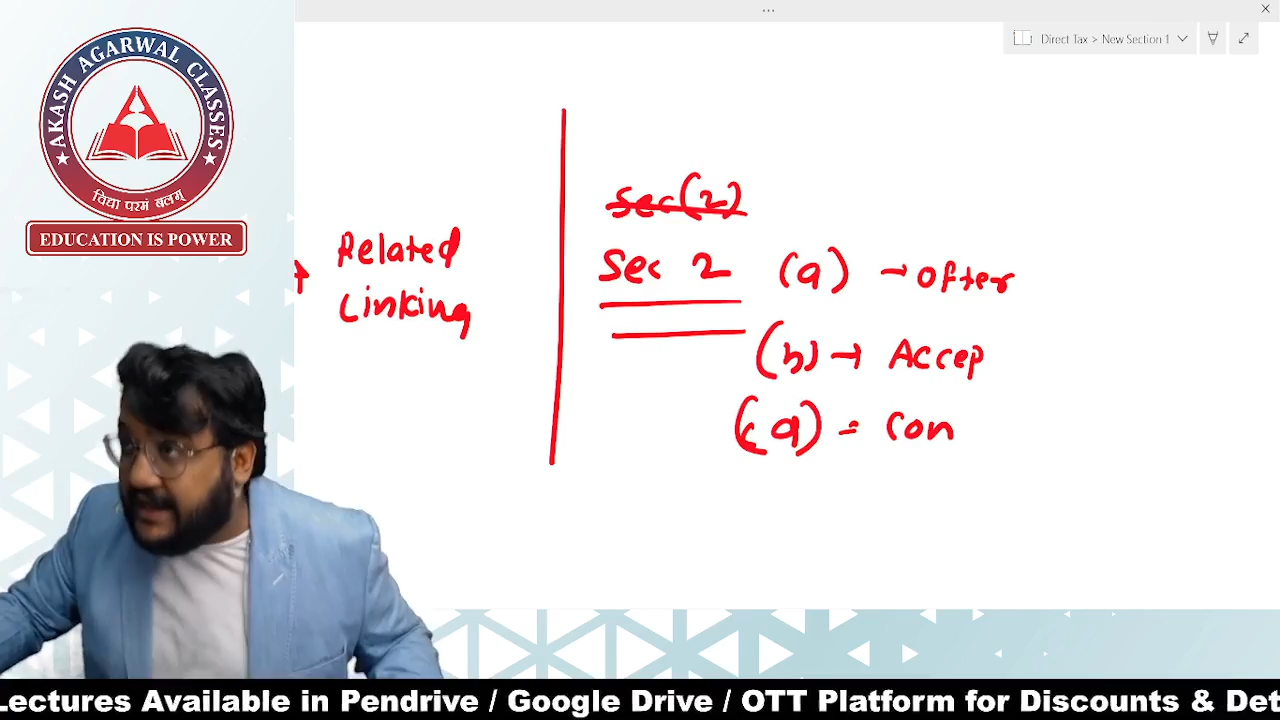 AKASH AGARWAL CLASSES
विद्या परमं बलम्
EDUCATION IS POWER
Direct Tax > New Section 1
Related
Linking
Sec(2)
Sec 2 (a) → Offer
(b) → Accep
(d) = Con
Lectures Available in Pendrive / Google Drive / OTT Platform for Discounts & Det